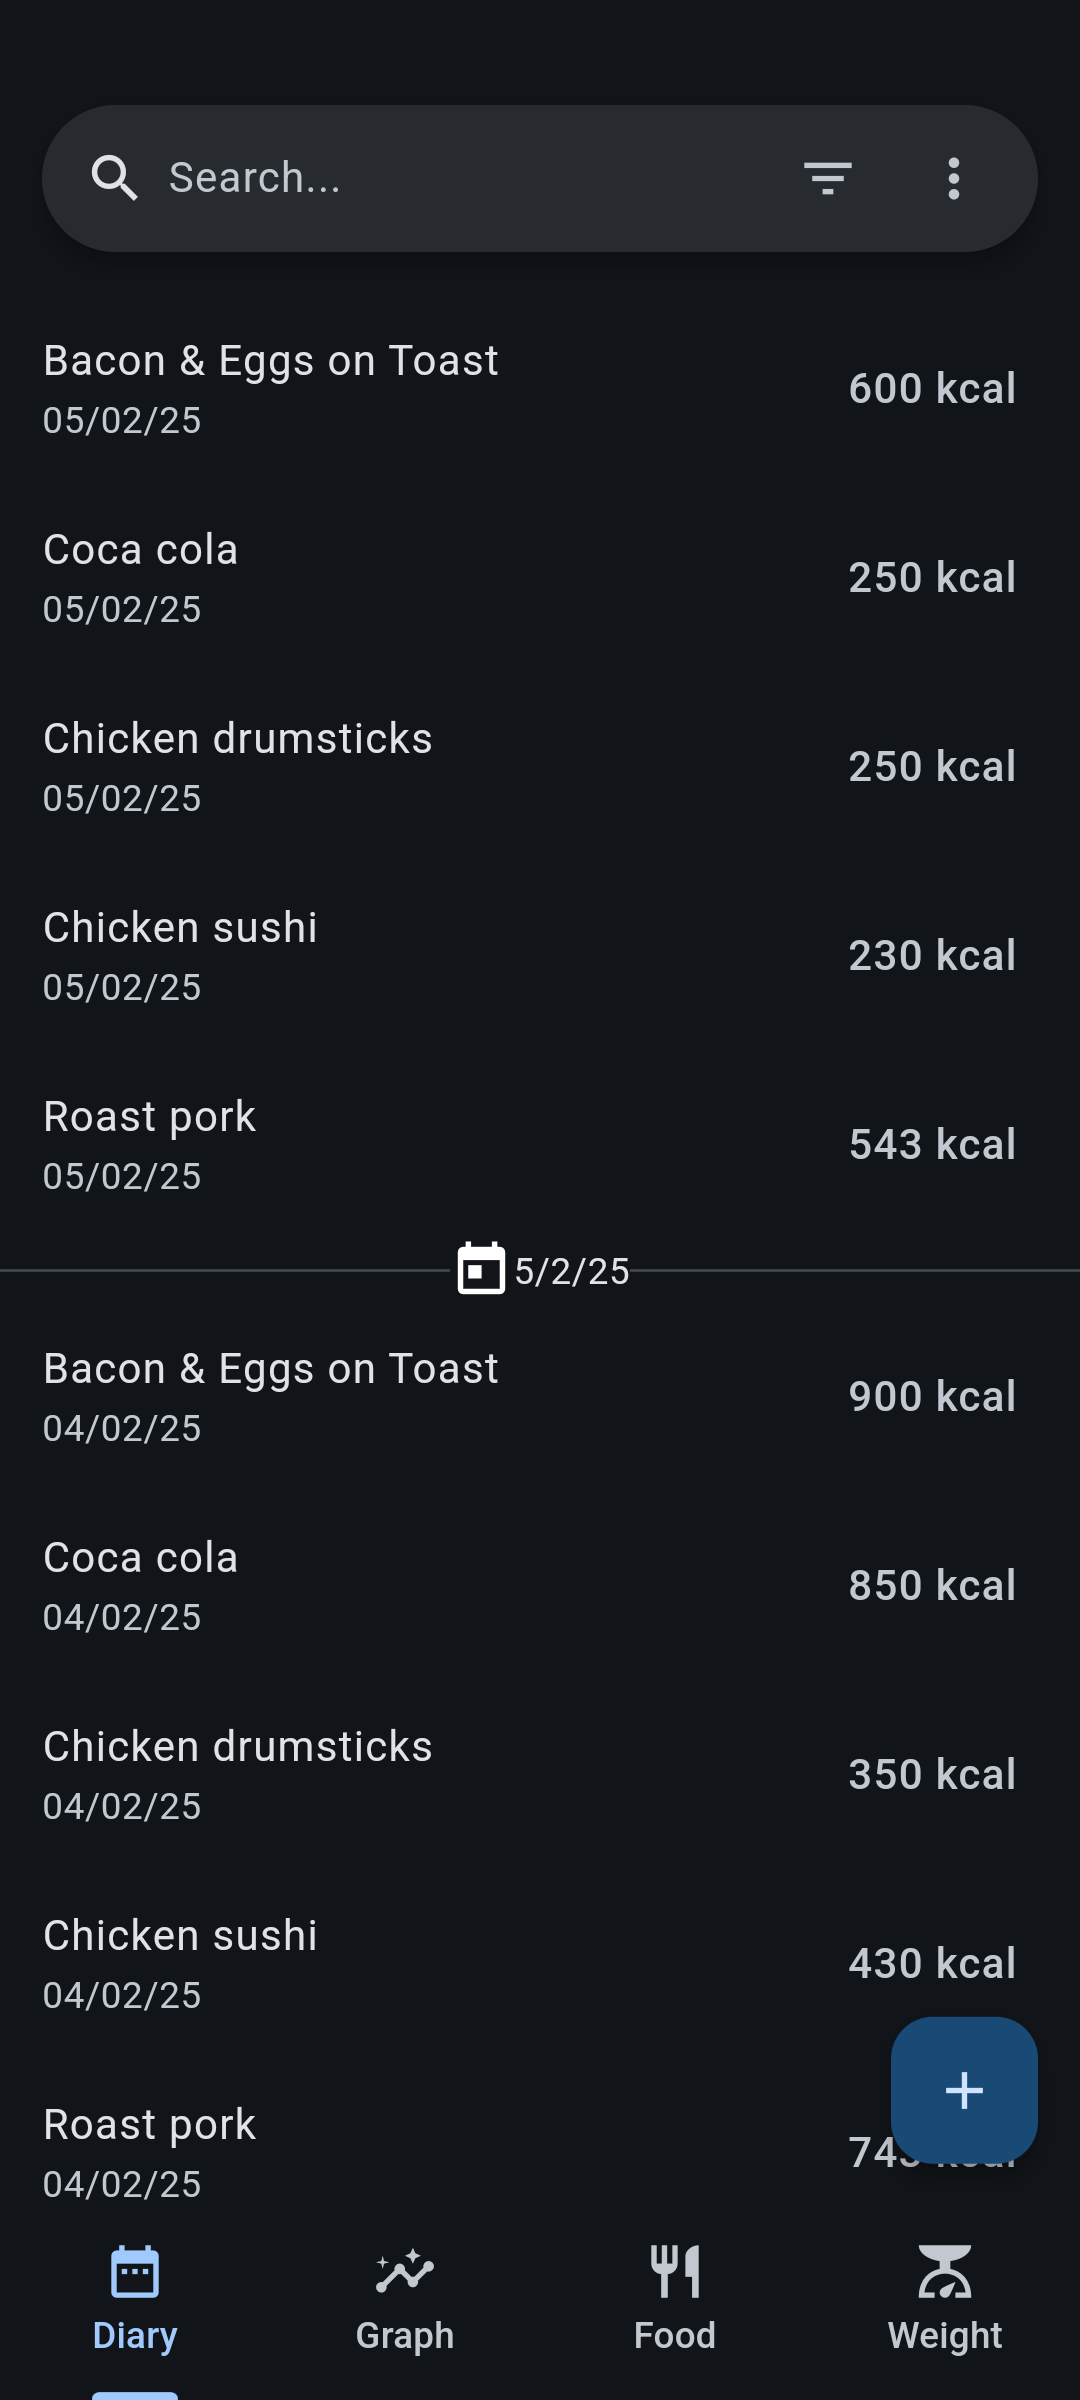 Search...
Bacon & Eggs on Toast
05/02/25
600 kcal
Coca cola
05/02/25
250 kcal
Chicken drumsticks
05/02/25
250 kcal
Chicken sushi
05/02/25
230 kcal
Roast pork
05/02/25
543 kcal
5/2/25
Bacon & Eggs on Toast
04/02/25
900 kcal
Coca cola
04/02/25
850 kcal
Chicken drumsticks
04/02/25
350 kcal
Chicken sushi
04/02/25
430 kcal
Roast pork
04/02/25
Diary
Graph
Food
Weight